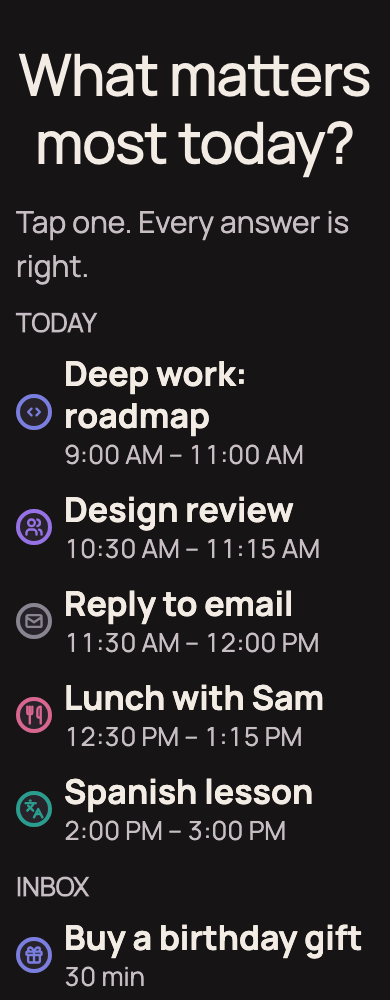 What matters
most today?
Tap one. Every answer is
right.
TODAY
Deep work:
roadmap
9:00 AM – 11:00 AM
Design review
10:30 AM – 11:15 AM
Reply to email
11:30 AM – 12:00 PM
Lunch with Sam
12:30 PM – 1:15 PM
Spanish lesson
2:00 PM – 3:00 PM
INBOX
Buy a birthday gift
30 min